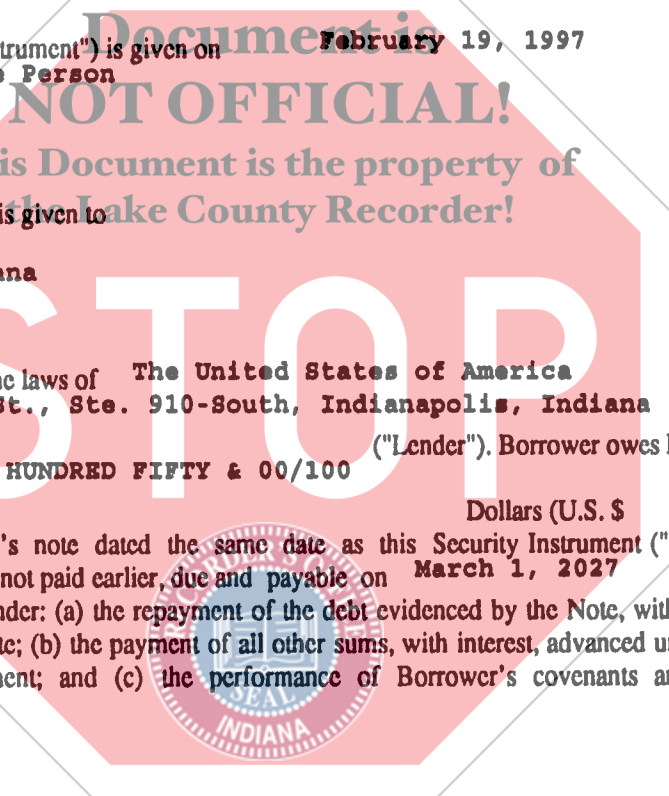 Document is
trument") is given on February 19, 1997
e Person
NOT OFFICIAL!
is Document is the property of
the Lake County Recorder!
is given to
ana
STOP
he laws of The United States of America
St., Ste. 910-South, Indianapolis, Indiana
("Lender"). Borrower owes
HUNDRED FIFTY & 00/100
Dollars (U.S. $
's note dated the same date as this Security Instrument ("
not paid earlier, due and payable on March 1, 2027
nder: (a) the repayment of the debt evidenced by the Note, with
te; (b) the payment of all other sums, with interest, advanced u
ment; and (c) the performance of Borrower's covenants a
RECORDER
SEAL
INDIANA